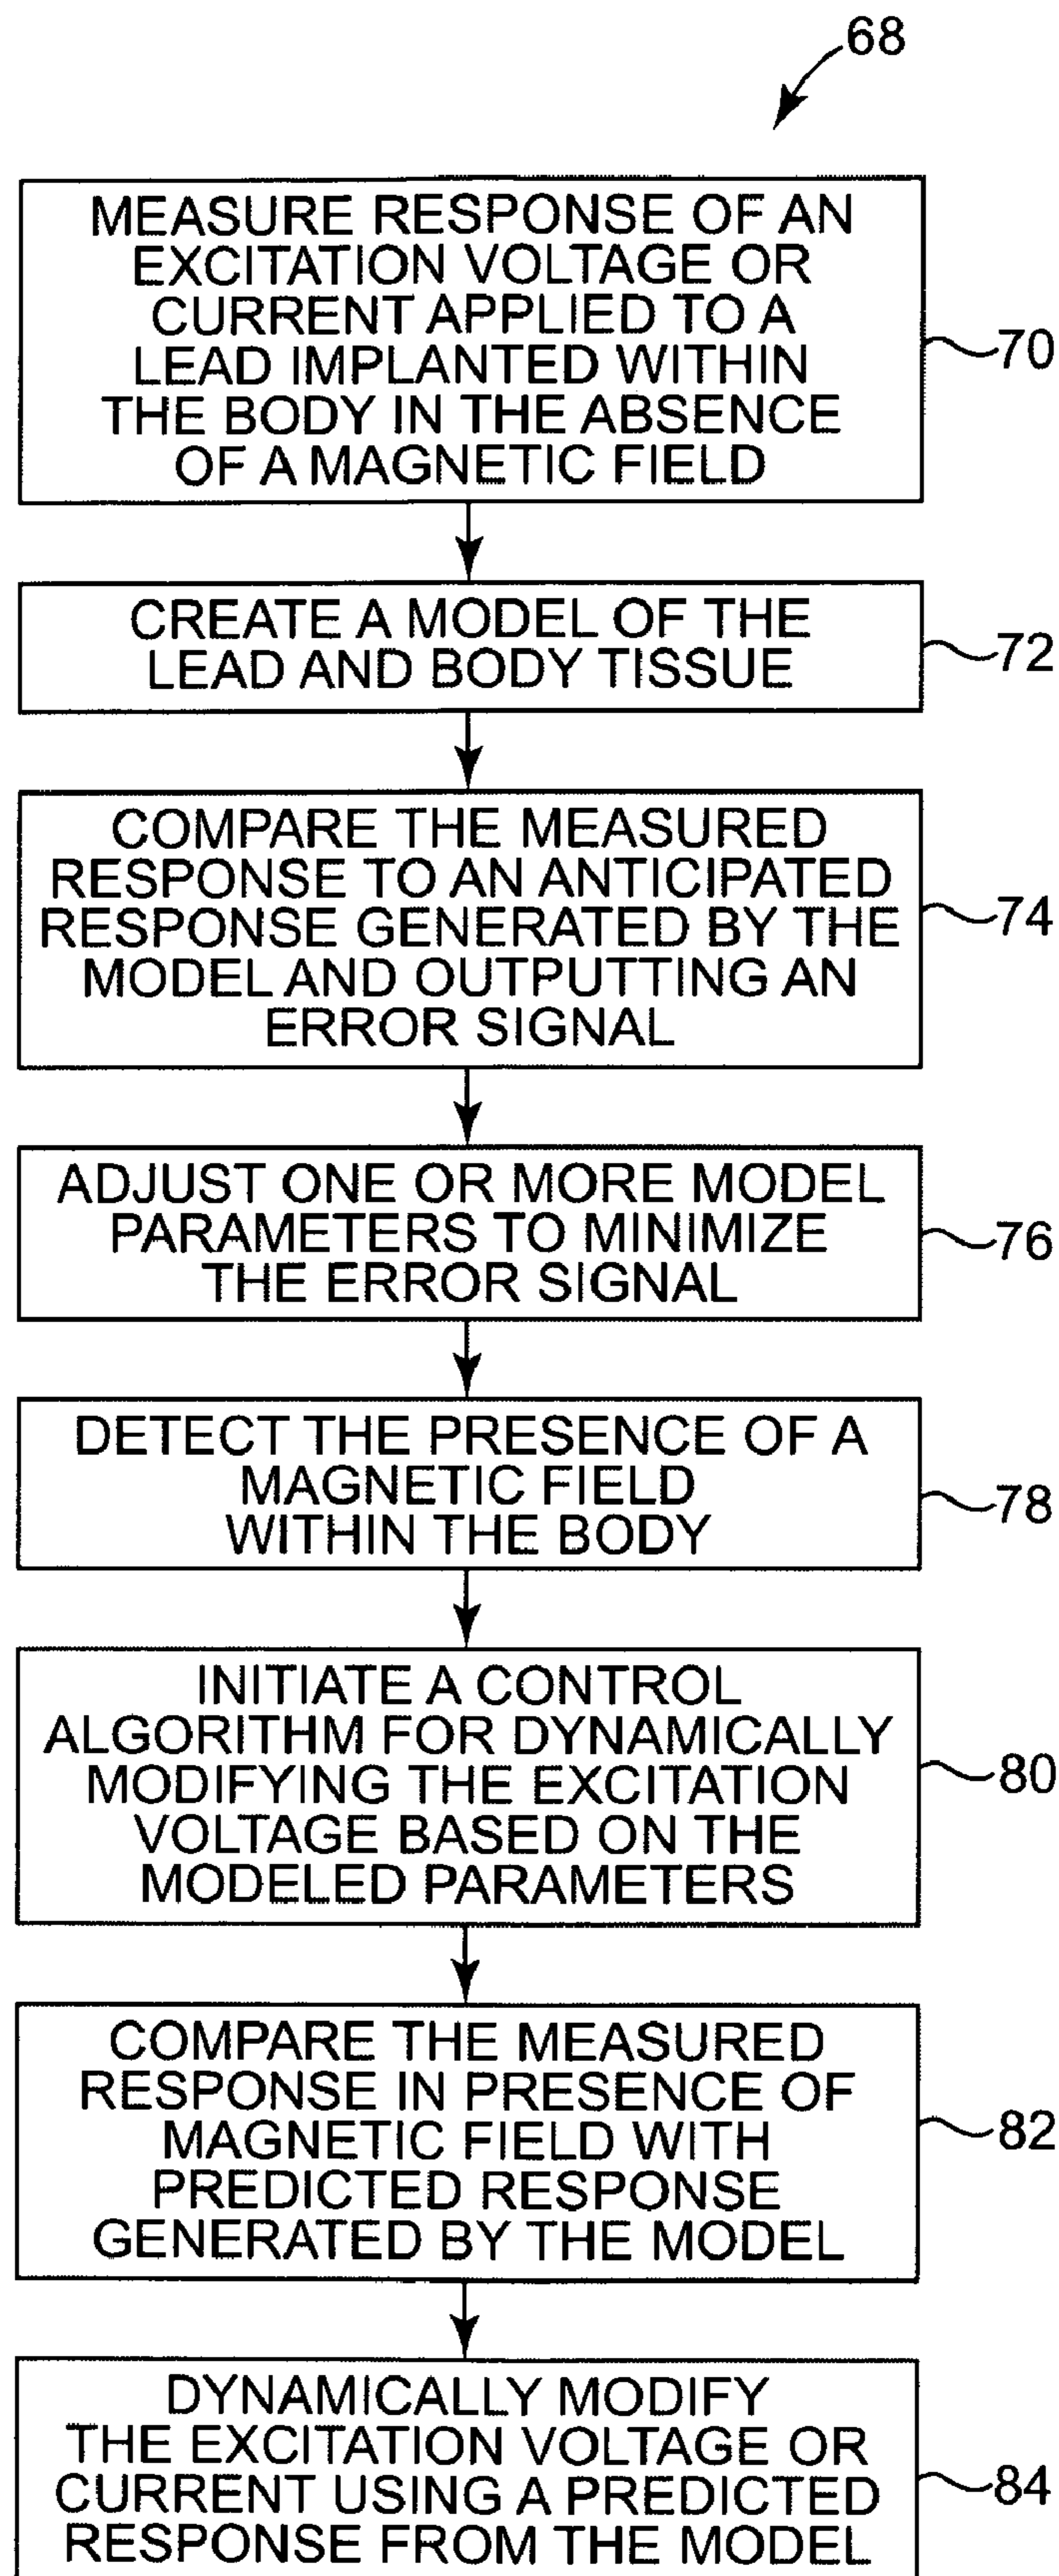 68
MEASURE RESPONSE OF AN
EXCITATION VOLTAGE OR
CURRENT APPLIED TO A
LEAD IMPLANTED WITHIN
THE BODY IN THE ABSENCE
OF A MAGNETIC FIELD
70
CREATE A MODEL OF THE
LEAD AND BODY TISSUE
72
COMPARE THE MEASURED
RESPONSE TO AN ANTICIPATED
RESPONSE GENERATED BY THE
MODEL AND OUTPUTTING AN
ERROR SIGNAL
74
ADJUST ONE OR MORE MODEL
PARAMETERS TO MINIMIZE
THE ERROR SIGNAL
76
DETECT THE PRESENCE OF A
MAGNETIC FIELD
WITHIN THE BODY
78
INITIATE A CONTROL
ALGORITHM FOR DYNAMICALLY
MODIFYING THE EXCITATION
VOLTAGE BASED ON THE
MODELED PARAMETERS
80
COMPARE THE MEASURED
RESPONSE IN PRESENCE OF
MAGNETIC FIELD WITH
PREDICTED RESPONSE
GENERATED BY THE MODEL
82
DYNAMICALLY MODIFY
THE EXCITATION VOLTAGE OR
CURRENT USING A PREDICTED
RESPONSE FROM THE MODEL
84